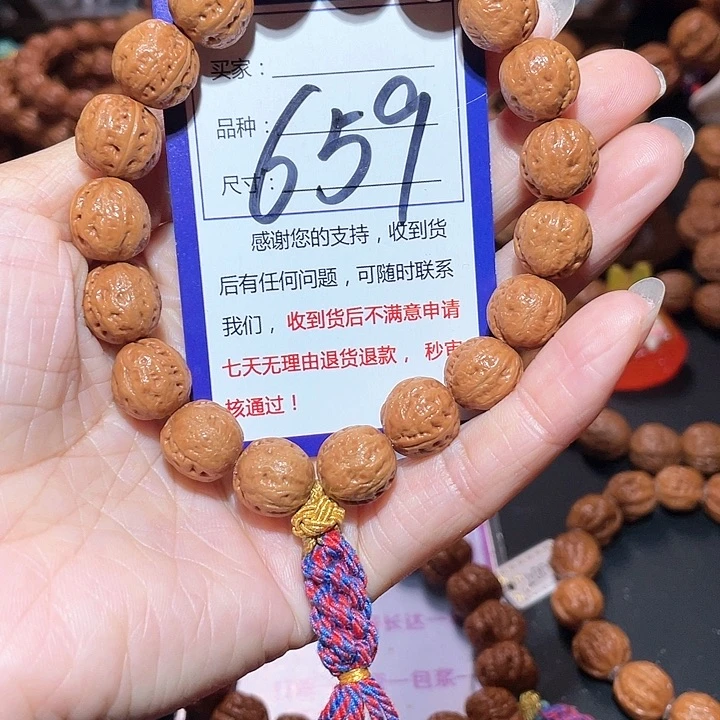 买家：
品种：
659
尺寸：
感谢您的支持，收到货
后有任何问题，可随时联系
我们，收到货后不满意申请
七天无理由退货退款，秒审
核通过！